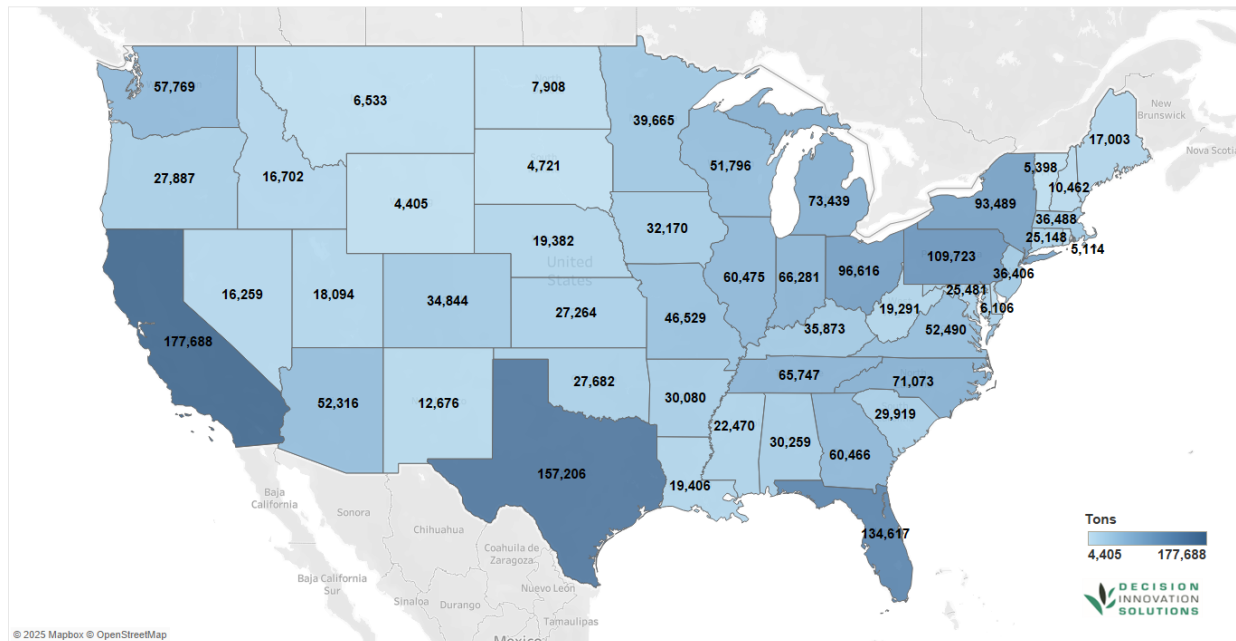 New
Brunswick
Nova Scotia
57,769
6,533
7,908
39,665
17,003
5,398
10,462
27,887
16,702
4,721
51,796
73,439
93,489
36,488
25,148
5,114
4,405
19,382
32,170
United
States
60,475
66,281
96,616
109,723
36,406
25,481
6,106
16,259
18,094
34,844
27,264
46,529
19,291
35,873
52,490
177,688
65,747
71,073
52,316
12,676
27,682
30,080
29,919
22,470
30,259
60,466
157,206
19,406
134,617
Baja
California
Sonora
Chihuahua
Coahuila de
Zaragoza
Baja California
Sur
Nuevo León
Sinaloa
Durango
Tamaulipas
Mexico
Tons
4,405
177,688
DECISION
INNOVATION
SOLUTIONS
© 2025 Mapbox © OpenStreetMap